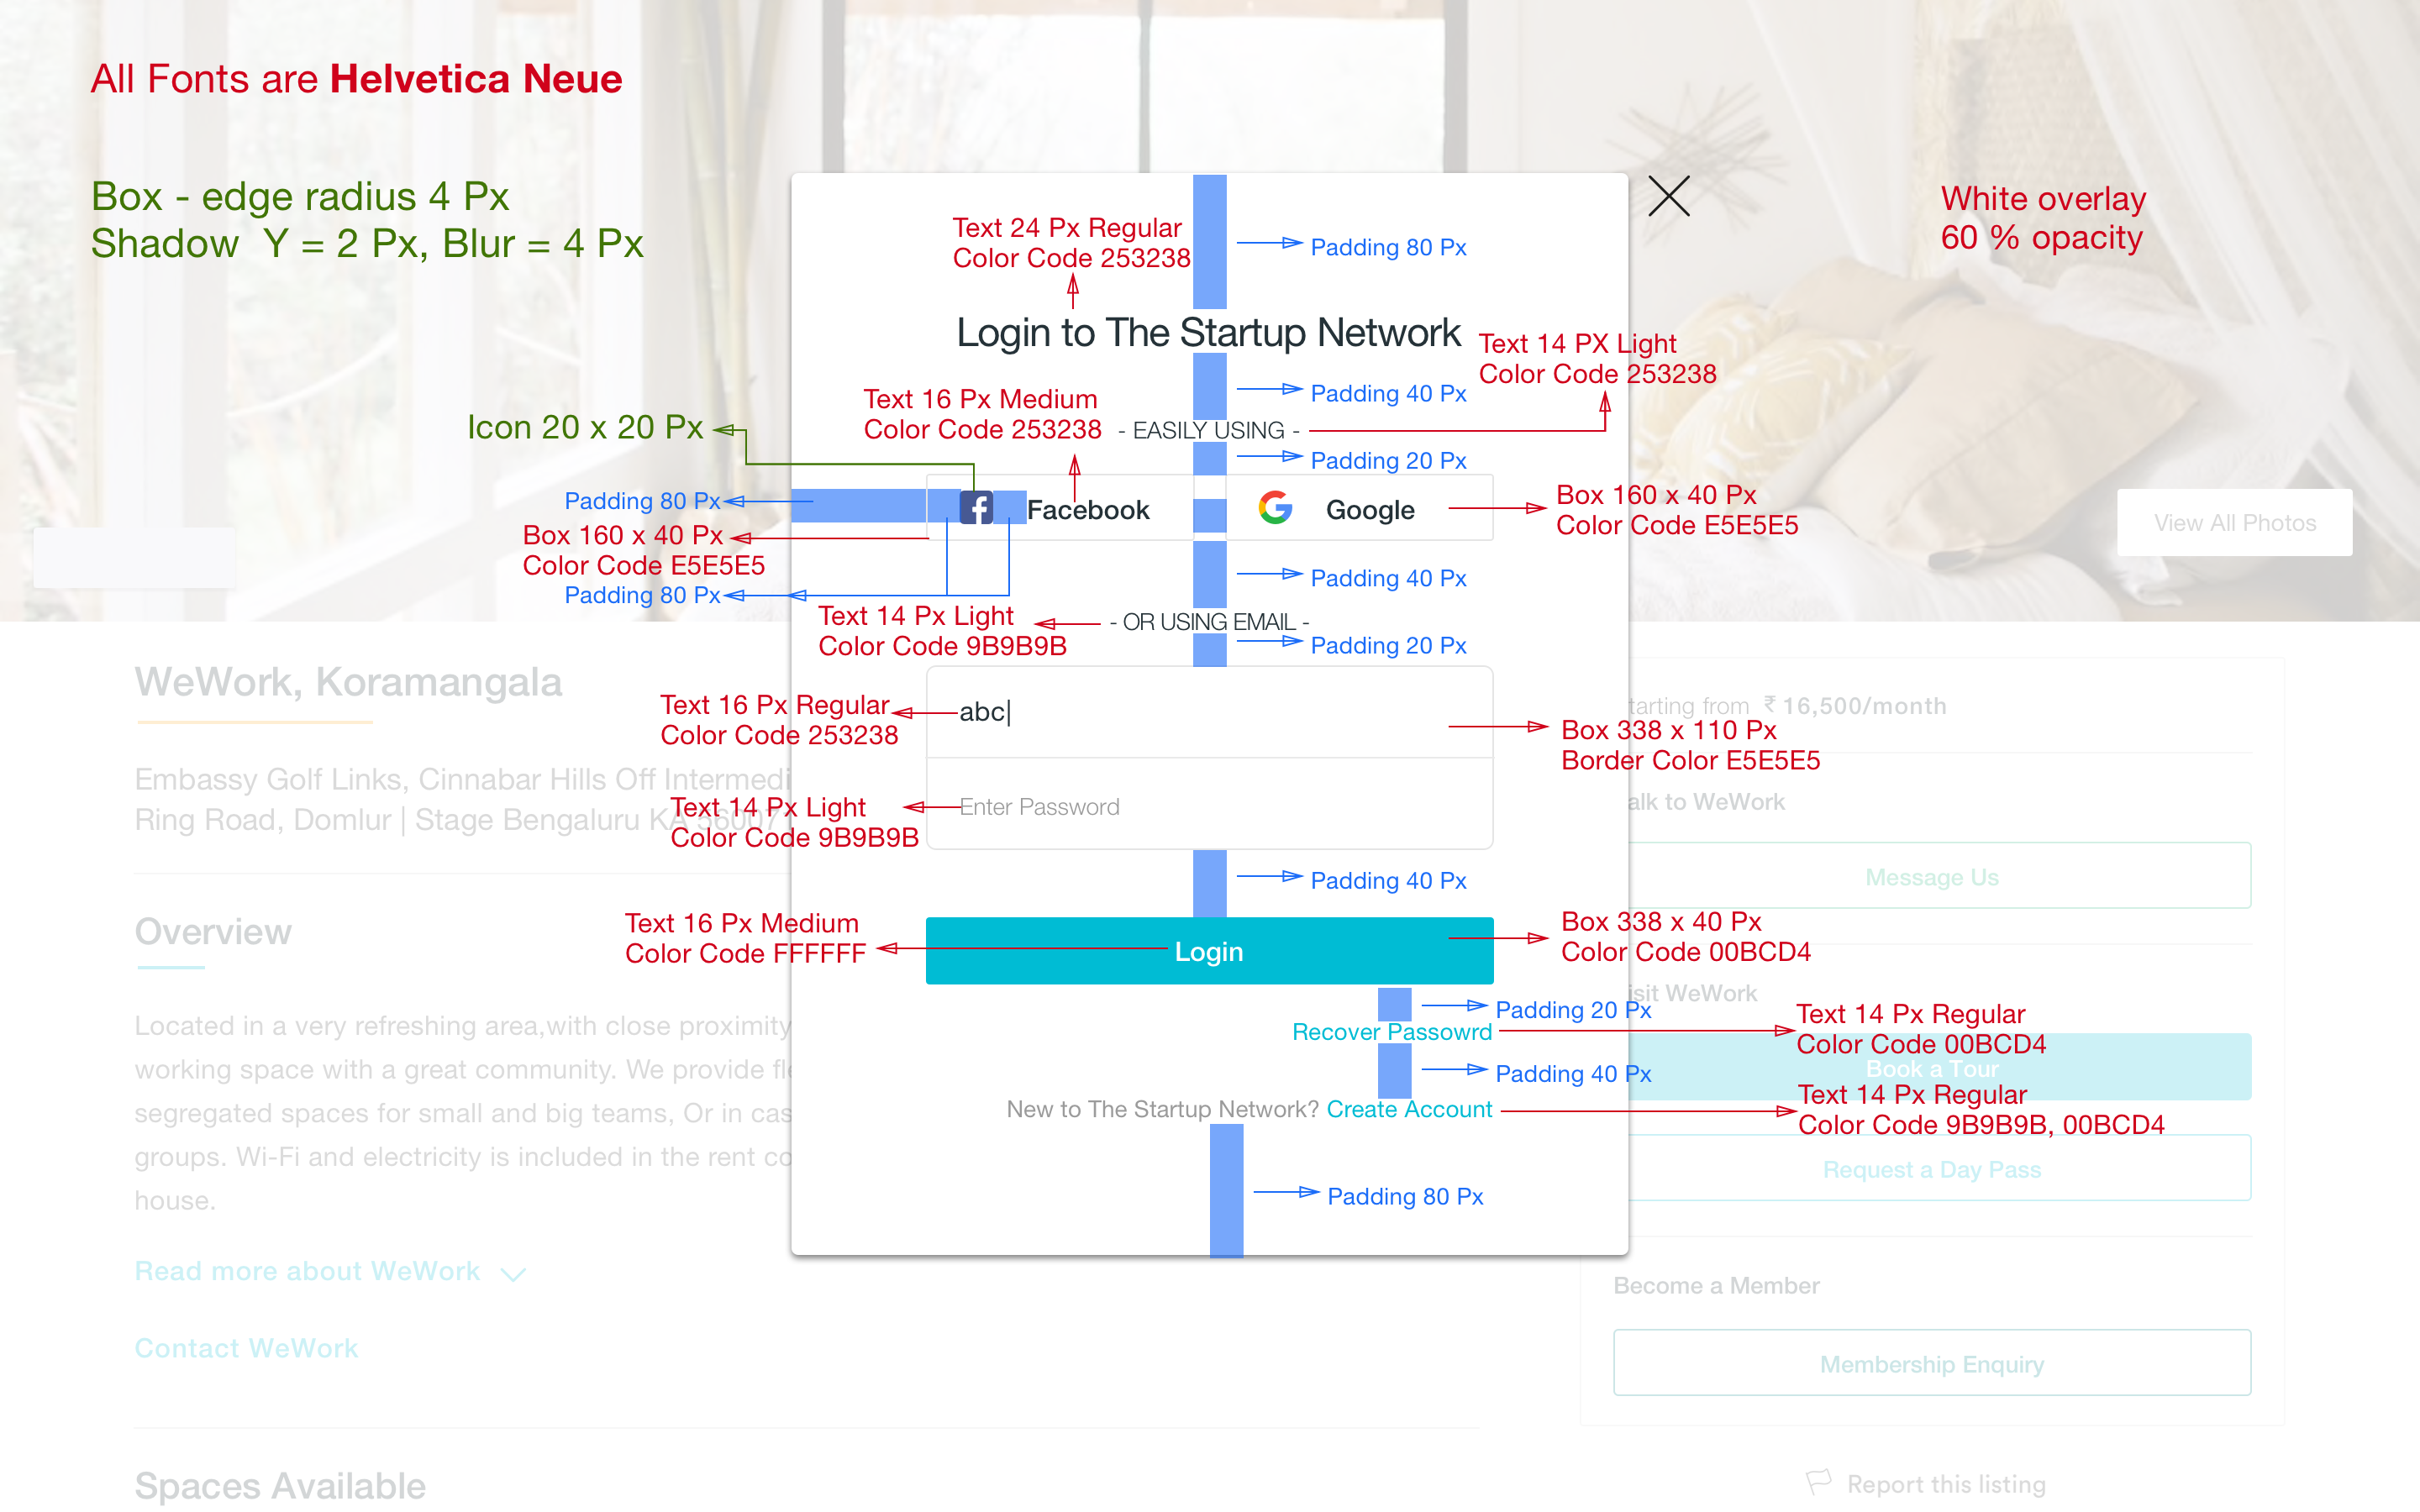 All Fonts are Helvetica Neue
Box - edge radius 4 Px
Shadow  Y = 2 Px, Blur = 4 Px
White overlay
60 % opacity
Text 24 Px Regular
Color Code 253238
Padding 80 Px
Login to The Startup Network
Text 14 PX Light
Color Code 253238
Padding 40 Px
Text 16 Px Medium
Color Code 253238
- EASILY USING -
Icon 20 x 20 Px
Padding 20 Px
Padding 80 Px
Facebook
Google
Box 160 x 40 Px
Color Code E5E5E5
View All Photos
Box 160 x 40 Px
Color Code E5E5E5
Padding 80 Px
Padding 40 Px
Text 14 Px Light
Color Code 9B9B9B
- OR USING EMAIL -
Padding 20 Px
WeWork, Koramangala
Text 16 Px Regular
Color Code 253238
abc
tarting from ₹ 16,500/month
Box 338 x 110 Px
Border Color E5E5E5
Embassy Golf Links, Cinnabar Hills Off Intermedi
Ring Road, Domlur | Stage Bengaluru KA 56007
Text 14 Px Light
Color Code 9B9B9B
Enter Password
alk to WeWork
Message Us
Padding 40 Px
Overview
Text 16 Px Medium
Color Code FFFFFF
Login
Box 338 x 40 Px
Color Code 00BCD4
isit WeWork
Padding 20 Px
Recover Passowrd
Text 14 Px Regular
Color Code 00BCD4
Book a Tour
Padding 40 Px
New to The Startup Network? Create Account
Text 14 Px Regular
Color Code 9B9B9B, 00BCD4
Request a Day Pass
Padding 80 Px
Located in a very refreshing area,with close proximity
working space with a great community. We provide fle
segregated spaces for small and big teams, Or in cas
groups. Wi-Fi and electricity is included in the rent co
house.
Read more about WeWork
Contact WeWork
Become a Member
Membership Enquiry
Spaces Available
Report this listing